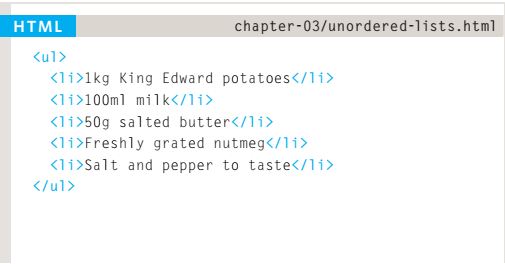 HTML chapter-03/unordered-lists.html
<ul>
<li>1kg King Edward potatoes</li>
<li>100ml milk</li>
<li>50g salted butter</li>
<li>Freshly grated nutmeg</li>
<li>Salt and pepper to taste</li>
</ul>